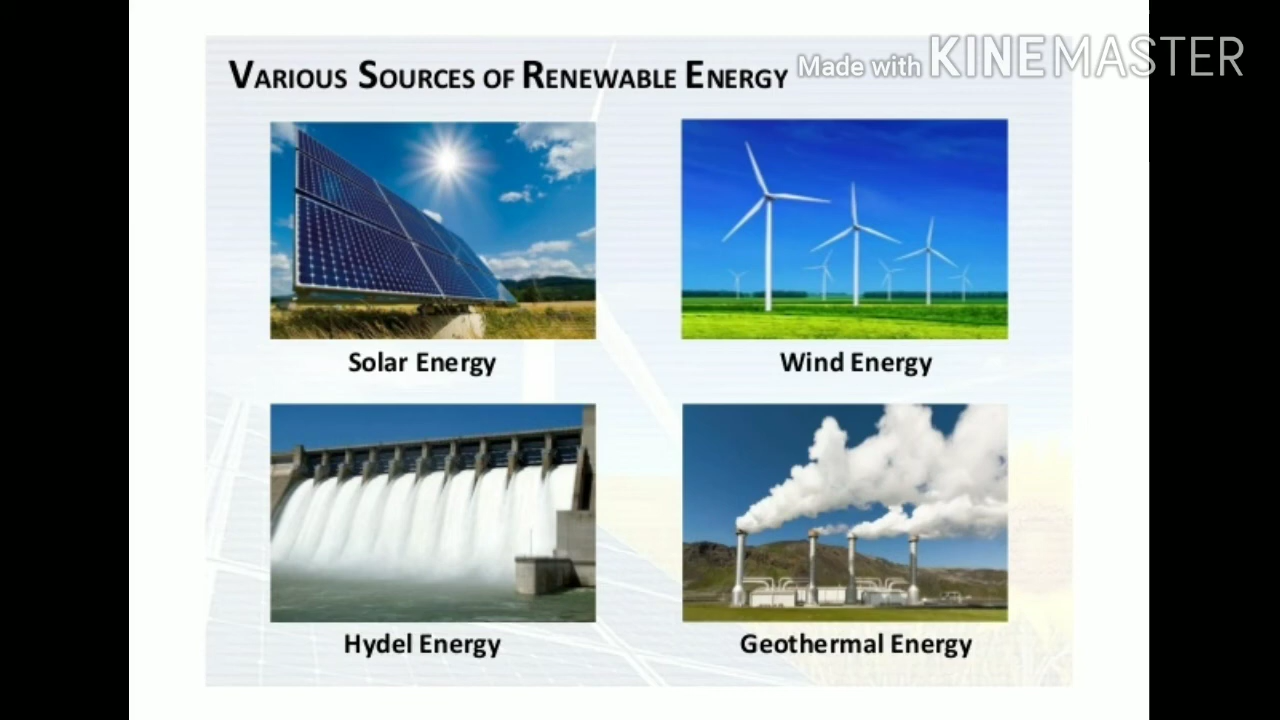 VARIOUS SOURCES OF RENEWABLE ENERGY
Made with KINEMASTER
Solar Energy
Wind Energy
Hydel Energy
Geothermal Energy